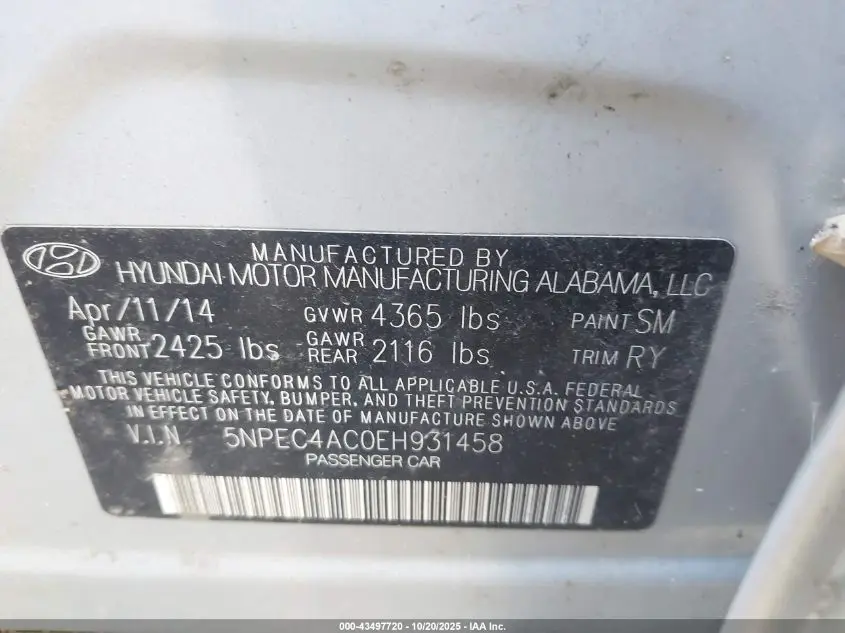 MANUFACTURED BY
HYUNDAI MOTOR MANUFACTURING ALABAMA, LLC
Apr/11/14 GVWR 4365 lbs PAINT SM
GAWR FRONT 2425 lbs GAWR REAR 2116 lbs TRIM RY
THIS VEHICLE CONFORMS TO ALL APPLICABLE U.S.A. FEDERAL
MOTOR VEHICLE SAFETY, BUMPER, AND THEFT PREVENTION STANDARDS
IN EFFECT ON THE DATE OF MANUFACTURE SHOWN ABOVE
V.I.N 5NPEC4AC0EH931458
PASSENGER CAR
000-43497720 - 10/20/2025 - IAA Inc.